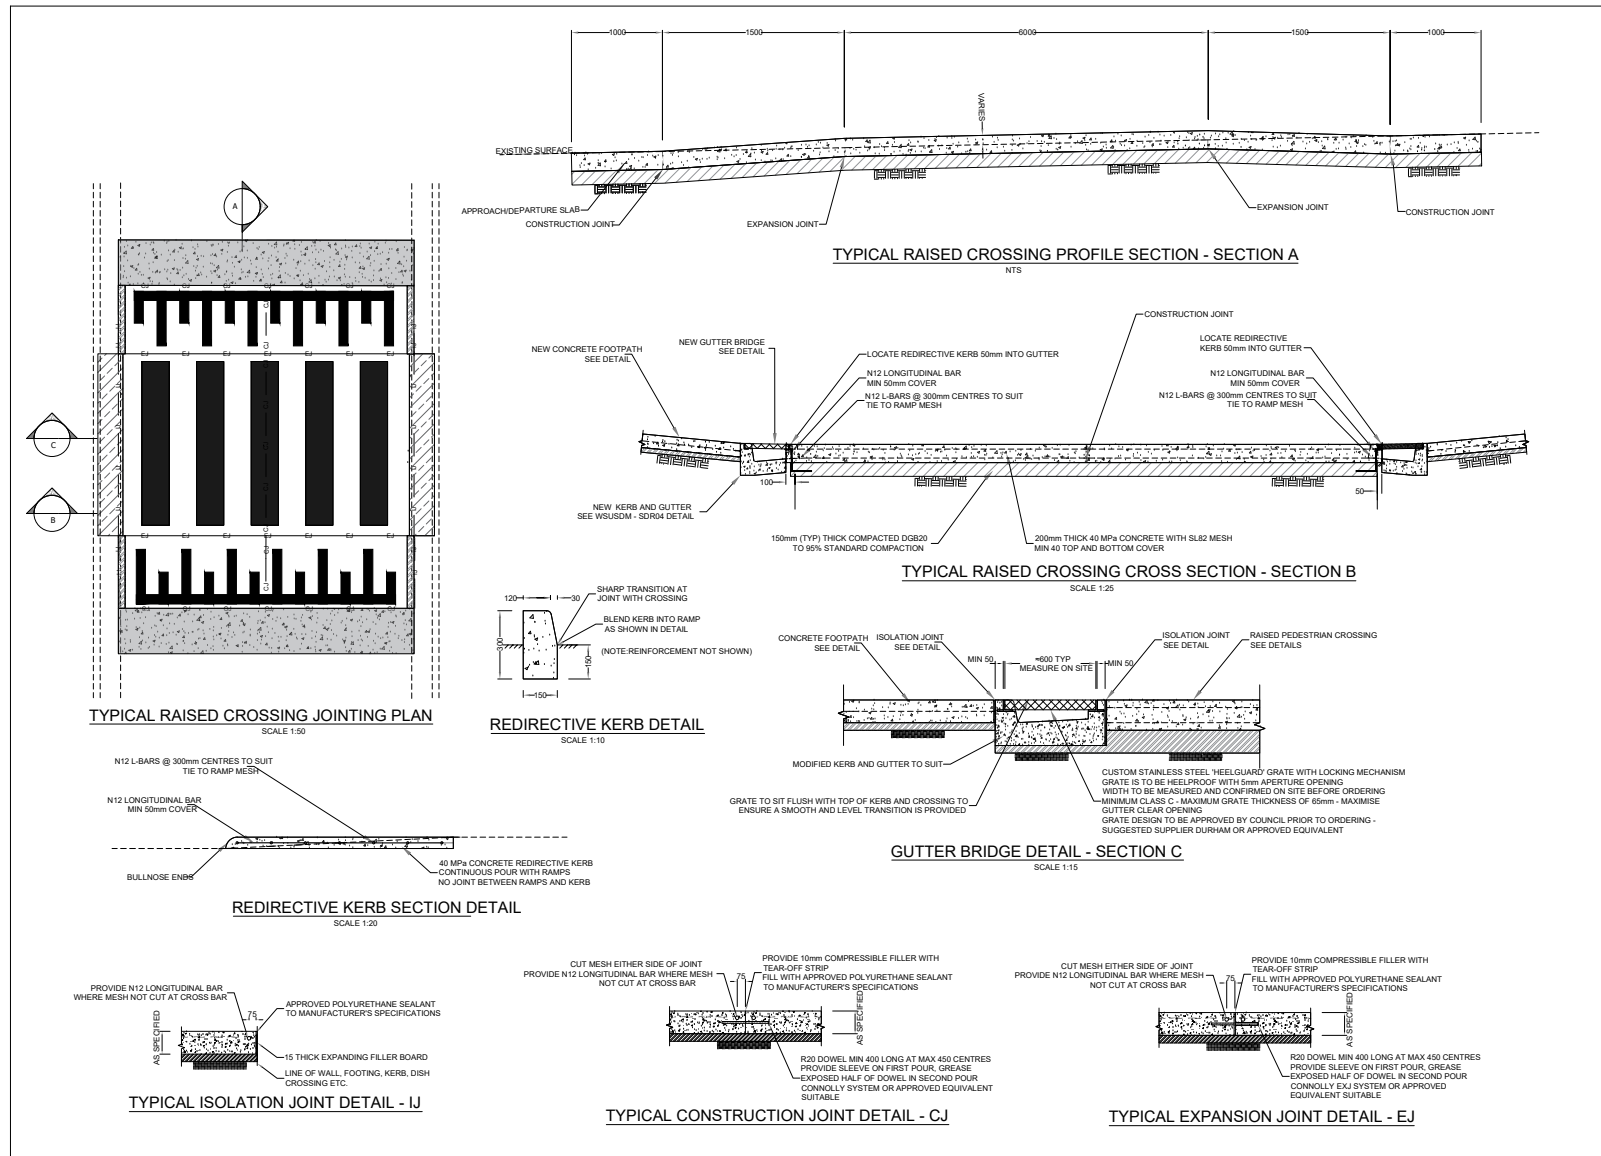 1000
1500
6000
1500
1000
VARIES
EXISTING SURFACE
APPROACH/DEPARTURE SLAB
CONSTRUCTION JOINT
EXPANSION JOINT
EXPANSION JOINT
CONSTRUCTION JOINT
TYPICAL RAISED CROSSING PROFILE SECTION - SECTION A
NTS
A
C
B
CJ
EJ EJ EJ EJ EJ EJ
EJ EJ EJ EJ EJ EJ
CJ
TYPICAL RAISED CROSSING JOINTING PLAN
SCALE 1:50
NEW CONCRETE FOOTPATH
SEE DETAIL
NEW GUTTER BRIDGE
SEE DETAIL
CONSTRUCTION JOINT
LOCATE REDIRECTIVE KERB 50mm INTO GUTTER
N12 LONGITUDINAL BAR
MIN 50mm COVER
N12 L-BARS @ 300mm CENTRES TO SUIT
TIE TO RAMP MESH
LOCATE REDIRECTIVE
KERB 50mm INTO GUTTER
N12 LONGITUDINAL BAR
MIN 50mm COVER
N12 L-BARS @ 300mm CENTRES TO SUIT
TIE TO RAMP MESH
100
50
NEW KERB AND GUTTER
SEE WSUSDM - SDR04 DETAIL
150mm (TYP) THICK COMPACTED DGB20
TO 95% STANDARD COMPACTION
200mm THICK 40 MPa CONCRETE WITH SL82 MESH
MIN 40 TOP AND BOTTOM COVER
TYPICAL RAISED CROSSING CROSS SECTION - SECTION B
SCALE 1:25
120
30
300
150
150
SHARP TRANSITION AT
JOINT WITH CROSSING
BLEND KERB INTO RAMP
AS SHOWN IN DETAIL
(NOTE:REINFORCEMENT NOT SHOWN)
REDIRECTIVE KERB DETAIL
SCALE 1:10
CONCRETE FOOTPATH
SEE DETAIL
ISOLATION JOINT
SEE DETAIL
MIN 50
≈600 TYP
MEASURE ON SITE
MIN 50
ISOLATION JOINT
SEE DETAIL
RAISED PEDESTRIAN CROSSING
SEE DETAILS
MODIFIED KERB AND GUTTER TO SUIT
GRATE TO SIT FLUSH WITH TOP OF KERB AND CROSSING TO
ENSURE A SMOOTH AND LEVEL TRANSITION IS PROVIDED
CUSTOM STAINLESS STEEL 'HEELGUARD' GRATE WITH LOCKING MECHANISM
GRATE IS TO BE HEELPROOF WITH 5mm APERTURE OPENING
WIDTH TO BE MEASURED AND CONFIRMED ON SITE BEFORE ORDERING
MINIMUM CLASS C - MAXIMUM GRATE THICKNESS OF 65mm - MAXIMISE
GUTTER CLEAR OPENING
GRATE DESIGN TO BE APPROVED BY COUNCIL PRIOR TO ORDERING -
SUGGESTED SUPPLIER DURHAM OR APPROVED EQUIVALENT
GUTTER BRIDGE DETAIL - SECTION C
SCALE 1:15
N12 L-BARS @ 300mm CENTRES TO SUIT
TIE TO RAMP MESH
N12 LONGITUDINAL BAR
MIN 50mm COVER
BULLNOSE ENDS
40 MPa CONCRETE REDIRECTIVE KERB
CONTINUOUS POUR WITH RAMPS
NO JOINT BETWEEN RAMPS AND KERB
REDIRECTIVE KERB SECTION DETAIL
SCALE 1:20
PROVIDE N12 LONGITUDINAL BAR
WHERE MESH NOT CUT AT CROSS BAR
75
AS SPECIFIED
APPROVED POLYURETHANE SEALANT
TO MANUFACTURER'S SPECIFICATIONS
15 THICK EXPANDING FILLER BOARD
LINE OF WALL, FOOTING, KERB, DISH
CROSSING ETC.
TYPICAL ISOLATION JOINT DETAIL - IJ
CUT MESH EITHER SIDE OF JOINT
PROVIDE N12 LONGITUDINAL BAR WHERE MESH
NOT CUT AT CROSS BAR
75
PROVIDE 10mm COMPRESSIBLE FILLER WITH
TEAR-OFF STRIP
FILL WITH APPROVED POLYURETHANE SEALANT
TO MANUFACTURER'S SPECIFICATIONS
AS SPECIFIED
R20 DOWEL MIN 400 LONG AT MAX 450 CENTRES
PROVIDE SLEEVE ON FIRST POUR, GREASE
EXPOSED HALF OF DOWEL IN SECOND POUR
CONNOLLY SYSTEM OR APPROVED EQUIVALENT
SUITABLE
TYPICAL CONSTRUCTION JOINT DETAIL - CJ
CUT MESH EITHER SIDE OF JOINT
PROVIDE N12 LONGITUDINAL BAR WHERE MESH
NOT CUT AT CROSS BAR
75
PROVIDE 10mm COMPRESSIBLE FILLER WITH
TEAR-OFF STRIP
FILL WITH APPROVED POLYURETHANE SEALANT
TO MANUFACTURER'S SPECIFICATIONS
AS SPECIFIED
R20 DOWEL MIN 400 LONG AT MAX 450 CENTRES
PROVIDE SLEEVE ON FIRST POUR, GREASE
EXPOSED HALF OF DOWEL IN SECOND POUR
CONNOLLY EXJ SYSTEM OR APPROVED
EQUIVALENT SUITABLE
TYPICAL EXPANSION JOINT DETAIL - EJ